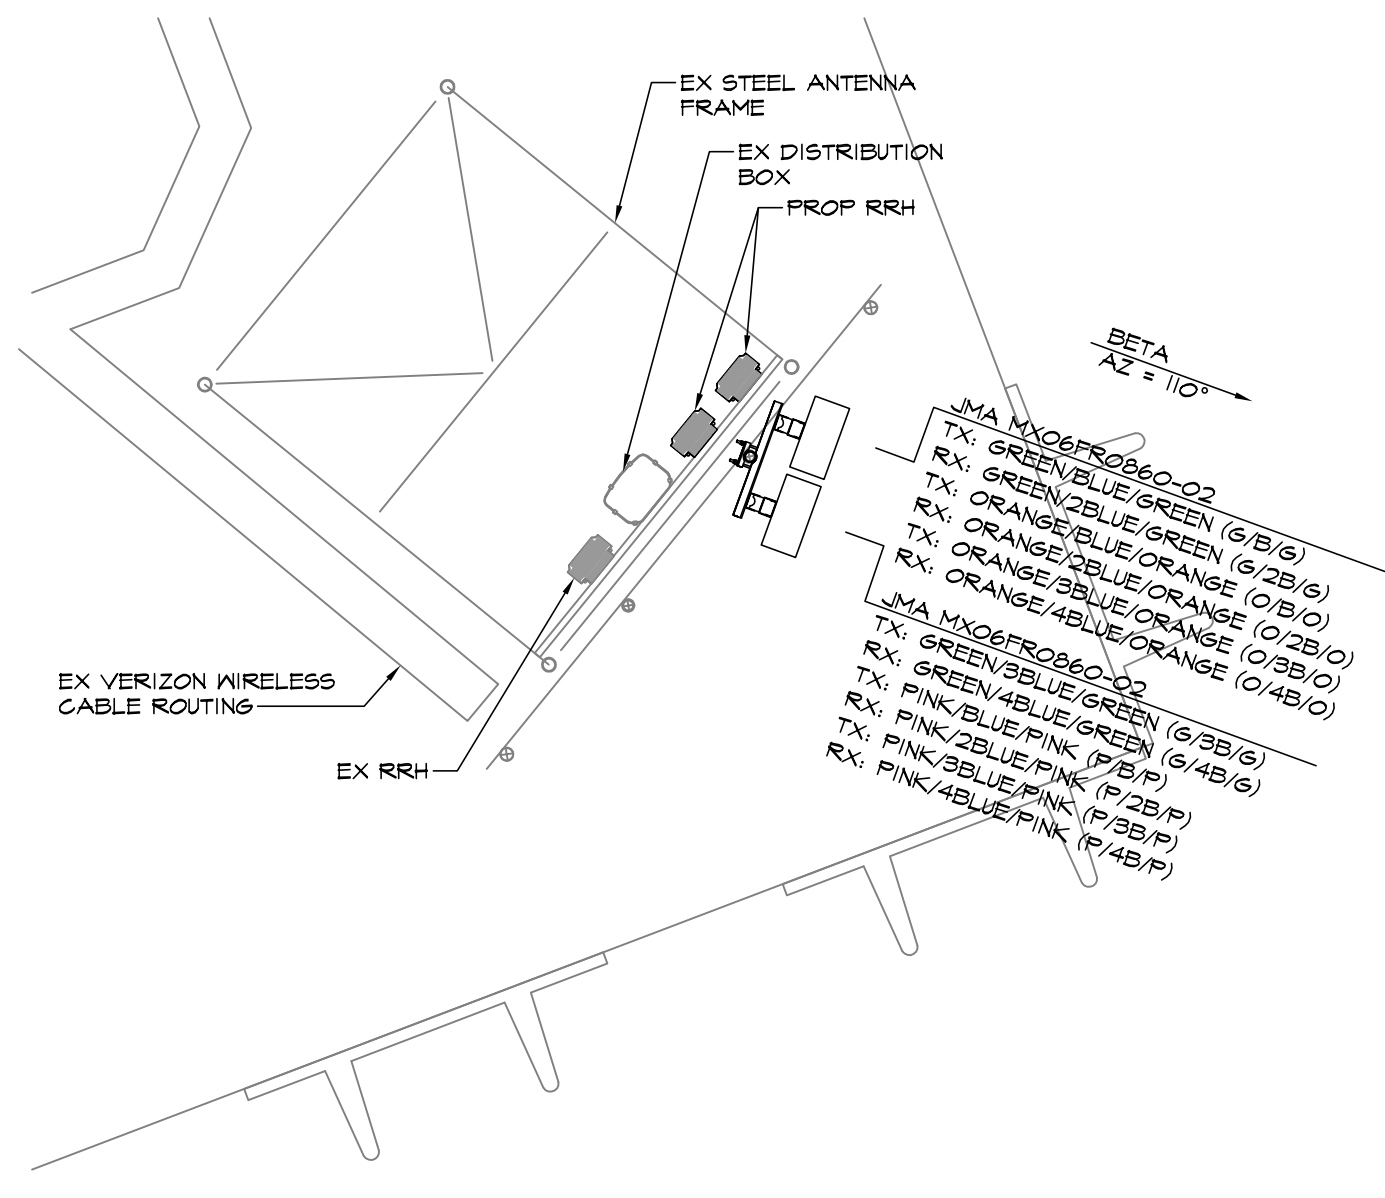 EX STEEL ANTENNA
FRAME
EX DISTRIBUTION
BOX
PROP RRH
BETA
AZ = 110°
JMA MX06FRO860-02
TX: GREEN/BLUE/GREEN (G/B/G)
RX: GREEN/2BLUE/GREEN (G/2B/G)
TX: ORANGE/BLUE/ORANGE (O/B/O)
RX: ORANGE/2BLUE/ORANGE (O/2B/O)
TX: ORANGE/3BLUE/ORANGE (O/3B/O)
RX: ORANGE/4BLUE/ORANGE (O/4B/O)
JMA MX06FRO860-02
TX: GREEN/3BLUE/GREEN (G/3B/G)
RX: GREEN/4BLUE/GREEN (G/4B/G)
TX: PINK/BLUE/PINK (P/B/P)
RX: PINK/2BLUE/PINK (P/2B/P)
TX: PINK/3BLUE/PINK (P/3B/P)
RX: PINK/4BLUE/PINK (P/4B/P)
EX VERIZON WIRELESS
CABLE ROUTING
EX RRH